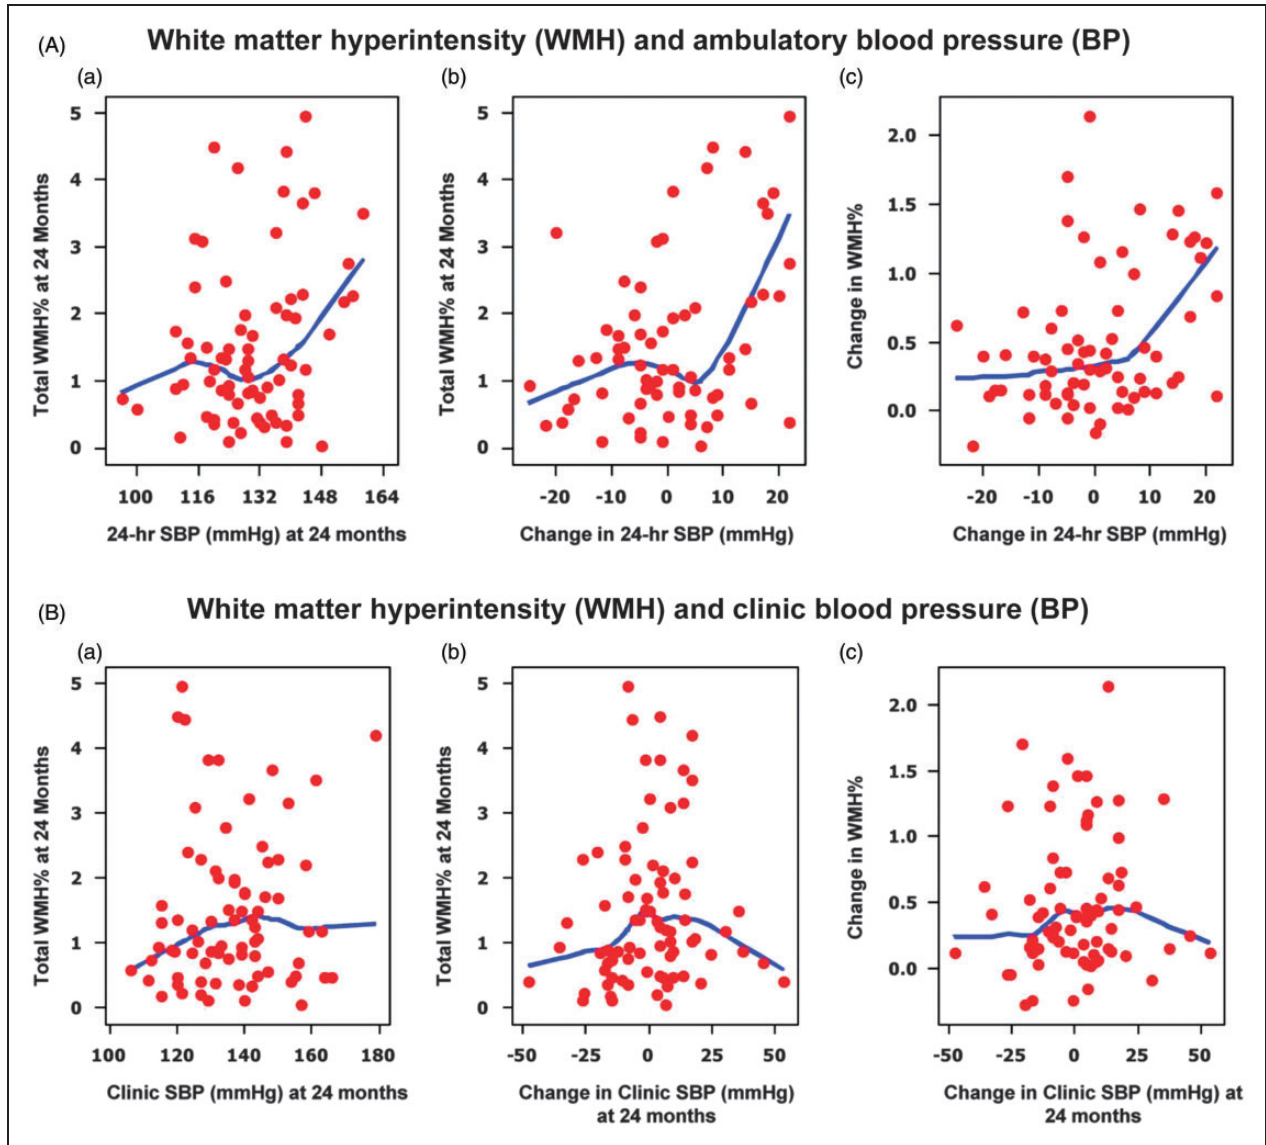 (A) White matter hyperintensity (WMH) and ambulatory blood pressure (BP)
(a)
Total WMH% at 24 Months
5
4
3
2
1
0
100 116 132 148 164
24-hr SBP (mmHg) at 24 months
(b)
Total WMH% at 24 Months
5
4
3
2
1
0
-20 -10 0 10 20
Change in 24-hr SBP (mmHg)
(c)
Change in WMH%
2.0
1.5
1.0
0.5
0.0
-20 -10 0 10 20
Change in 24-hr SBP (mmHg)
(B) White matter hyperintensity (WMH) and clinic blood pressure (BP)
(a)
Total WMH% at 24 Months
5
4
3
2
1
0
100 120 140 160 180
Clinic SBP (mmHg) at 24 months
(b)
Total WMH% at 24 Months
5
4
3
2
1
0
-50 -25 0 25 50
Change in Clinic SBP (mmHg)
at 24 months
(c)
Change in WMH%
2.0
1.5
1.0
0.5
0.0
-50 -25 0 25 50
Change in Clinic SBP (mmHg) at
24 months